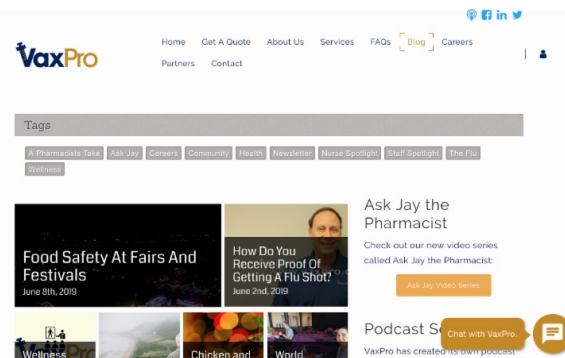 VaxPro
Home Get A Quote About Us Services FAQs Blog Careers
Partners Contact
Tags
A Pharmacists Take Ask Jay Careers Community Health Newsletter Nurse Spotlight Staff Spotlight The Flu
Wellness
Food Safety At Fairs And
Festivals
June 8th, 2019
How Do You
Receive Proof Of
Getting A Flu Shot?
June 2nd, 2019
Ask Jay the
Pharmacist
Check out our new video series
called Ask Jay the Pharmacist:
Ask Jay Video Series
Wellness
Chicken and
World
Podcast
Chat with VaxPro.
VaxPro has created its own podcast